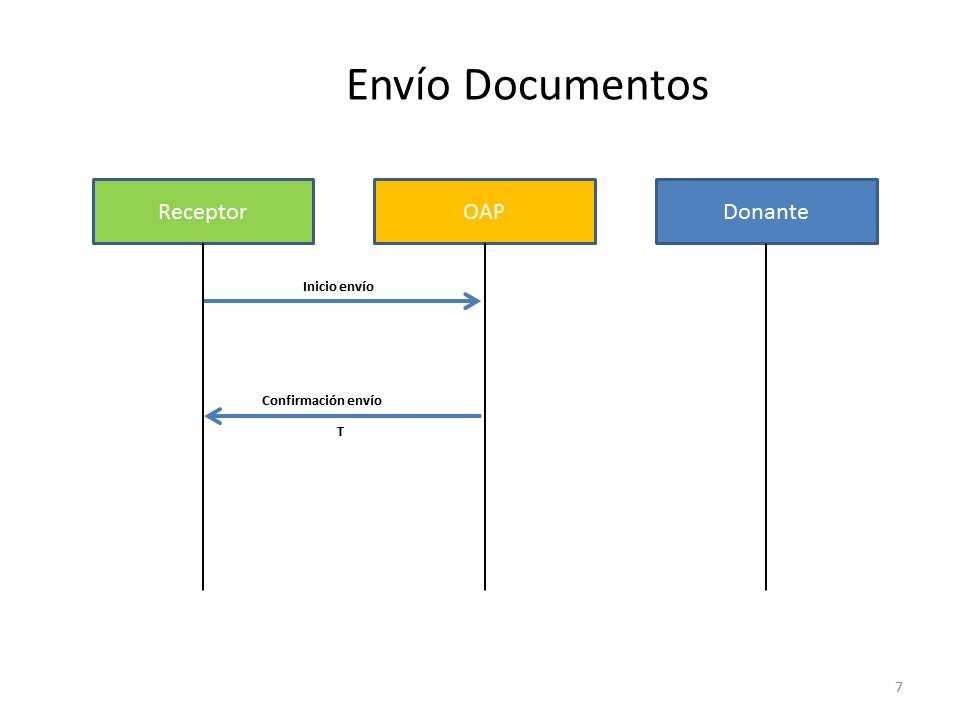 Envío Documentos
Receptor
OAP
Donante
Inicio envío
Confirmación envío
T
7